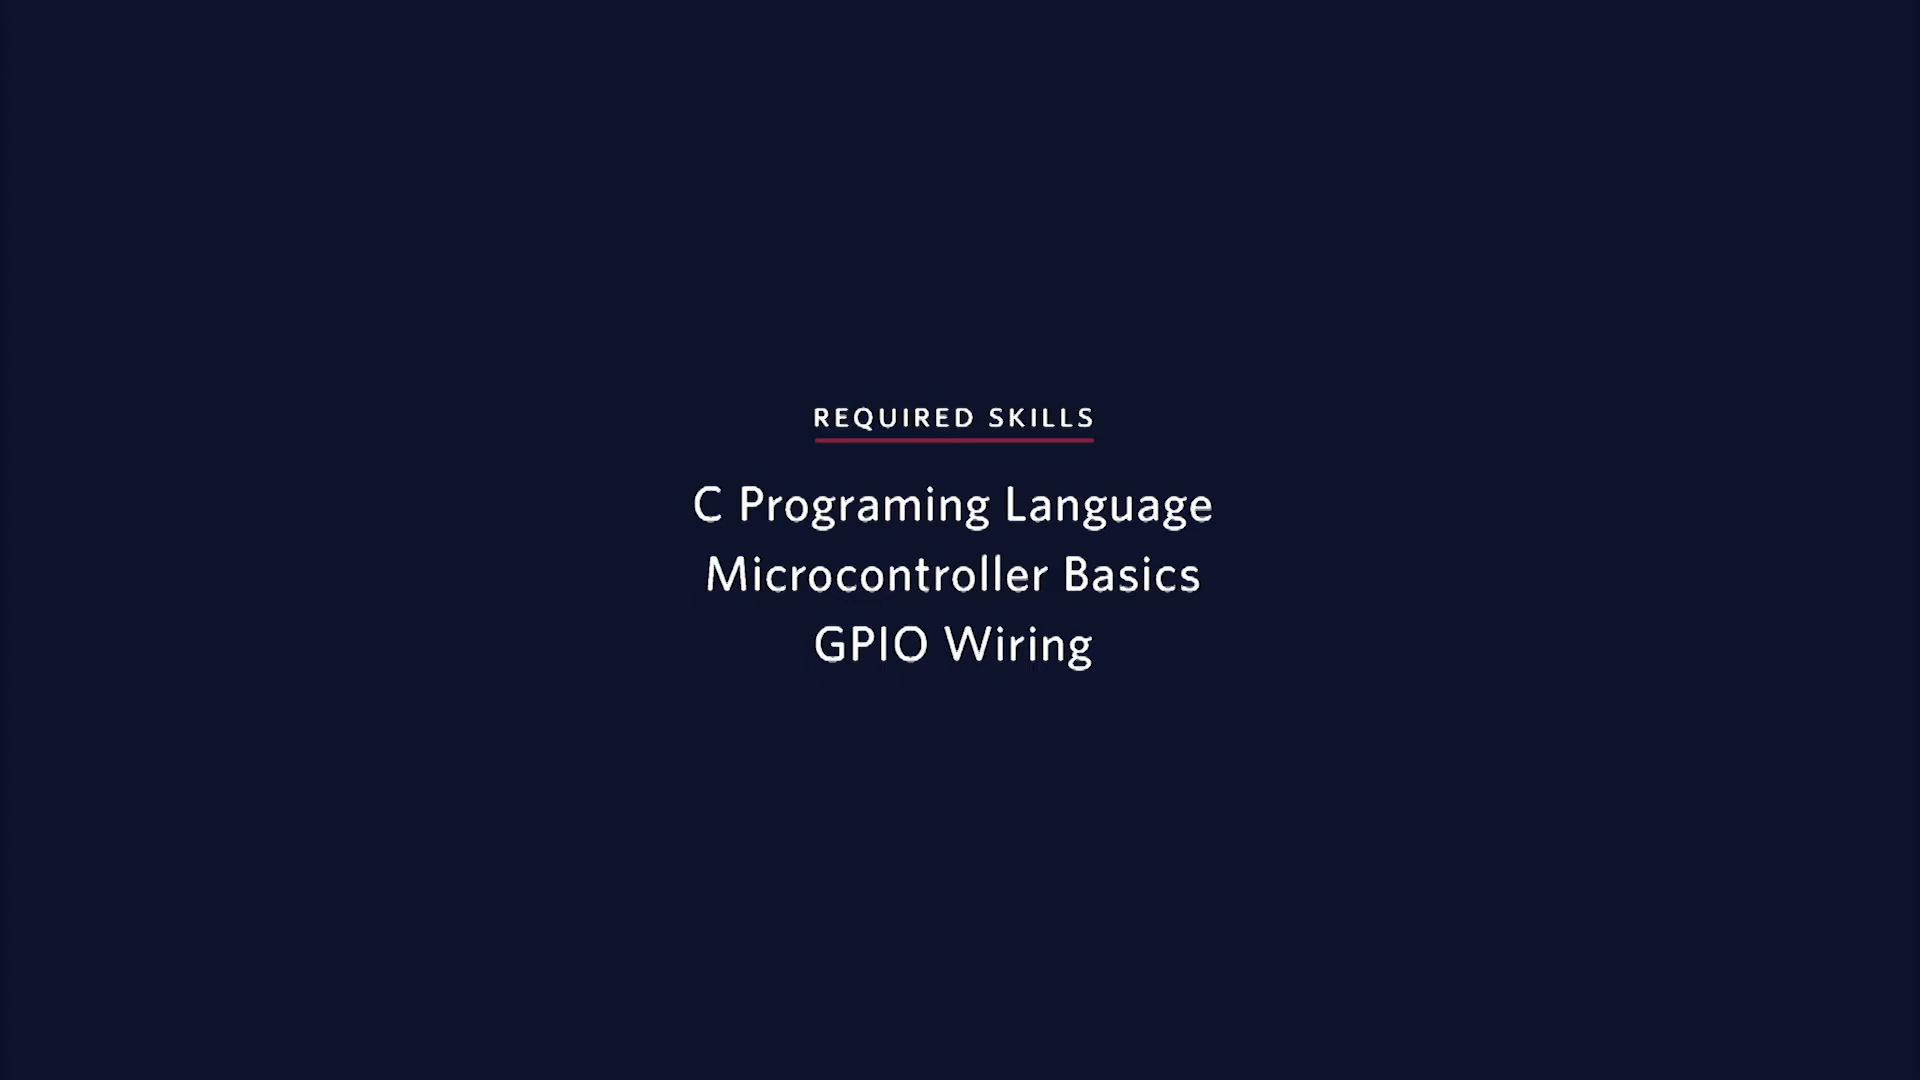 REQUIRED SKILLS
C Programing Language
Microcontroller Basics
GPIO Wiring